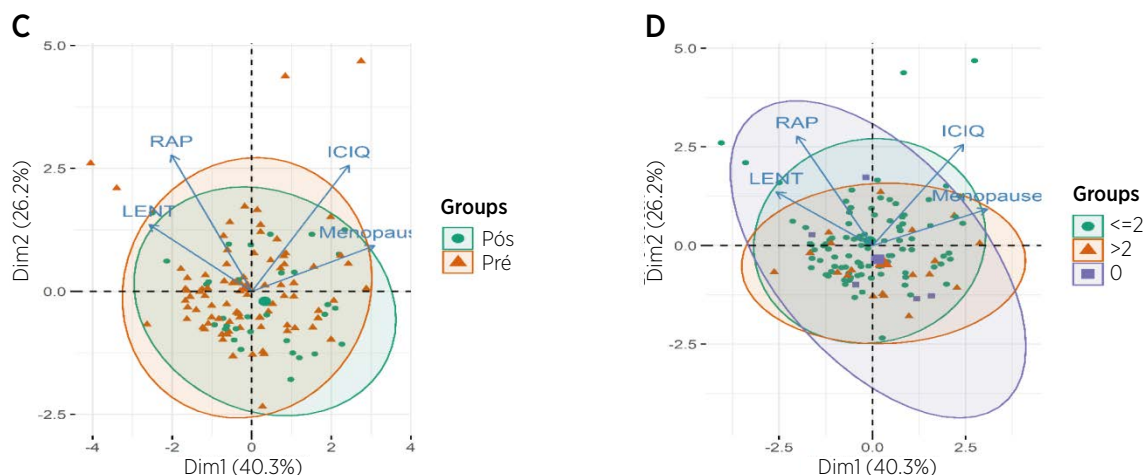 C
5.0
2.5
0.0
-2.5
-4
-2
0
2
4
Dim2 (26.2%)
Dim1 (40.3%)
RAP
ICIQ
LENT
Menopause
Groups
Pós
Pré
D
5.0
2.5
0.0
-2.5
-2.5
0.0
2.5
Dim2 (26.2%)
Dim1 (40.3%)
RAP
ICIQ
LENT
Menopause
Groups
<=2
>2
0